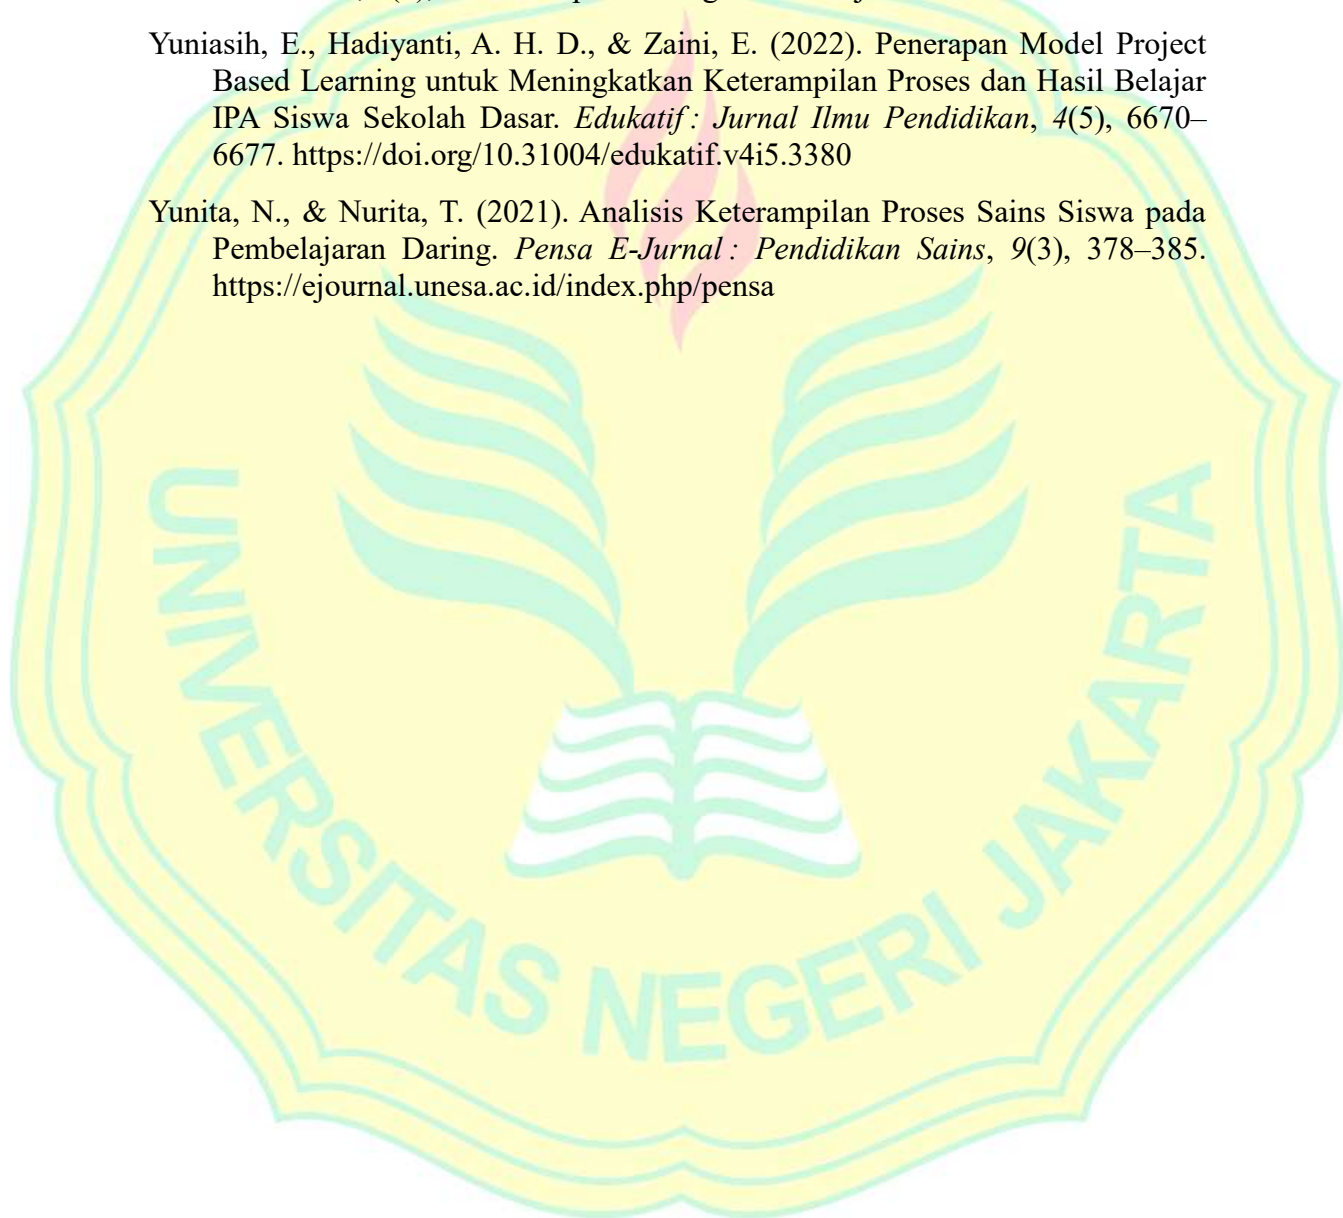 Yuniasih, E., Hadiyanti, A. H. D., & Zaini, E. (2022). Penerapan Model Project
Based Learning untuk Meningkatkan Keterampilan Proses dan Hasil Belajar
IPA Siswa Sekolah Dasar. Edukatif : Jurnal Ilmu Pendidikan, 4(5), 6670–
6677. https://doi.org/10.31004/edukatif.v4i5.3380
Yunita, N., & Nurita, T. (2021). Analisis Keterampilan Proses Sains Siswa pada
Pembelajaran Daring. Pensa E-Jurnal : Pendidikan Sains, 9(3), 378–385.
https://ejournal.unesa.ac.id/index.php/pensa
UNIVERSITAS NEGERI JAKARTA